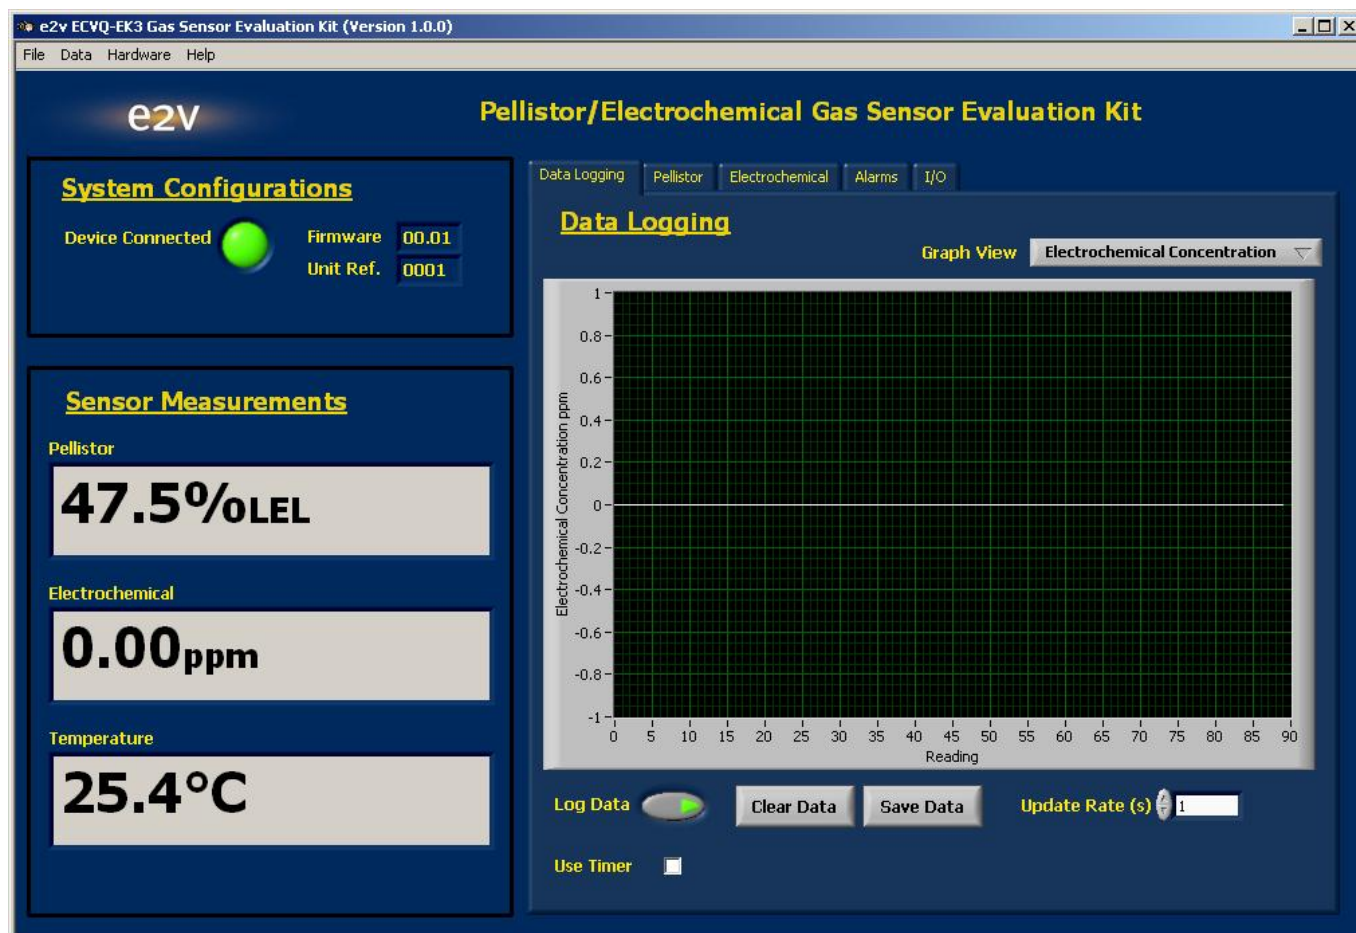 e2v ECVQ-EK3 Gas Sensor Evaluation Kit (Version 1.0.0)
File Data Hardware Help
e2v
Pellistor/Electrochemical Gas Sensor Evaluation Kit
System Configurations
Device Connected
Firmware 00.01
Unit Ref. 0001
Sensor Measurements
Pellistor
47.5%LEL
Electrochemical
0.00ppm
Temperature
25.4°C
Data Logging Pellistor Electrochemical Alarms I/O
Data Logging
Graph View Electrochemical Concentration
Electrochemical Concentration ppm
1
0.8
0.6
0.4
0.2
0
-0.2
-0.4
-0.6
-0.8
-1
0 5 10 15 20 25 30 35 40 45 50 55 60 65 70 75 80 85 90
Reading
Log Data Clear Data Save Data Update Rate (s) 1
Use Timer